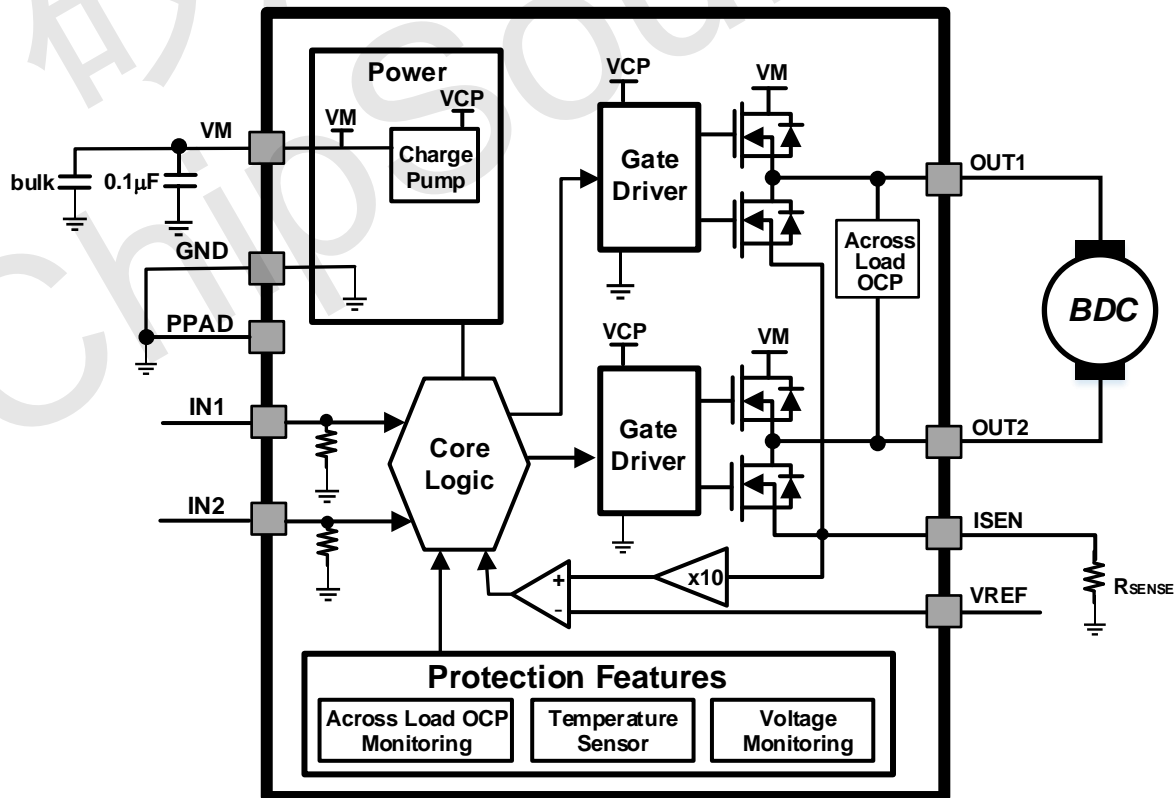 ChipSou
Power
VM
VCP
Charge
Pump
VM
bulk
0.1µF
GND
PPAD
IN1
IN2
Core
Logic
VCP
Gate
Driver
VM
OUT1
Across
Load
OCP
BDC
VCP
Gate
Driver
VM
OUT2
ISEN
RSENSE
VREF
x10
+
-
Protection Features
Across Load OCP
Monitoring
Temperature
Sensor
Voltage
Monitoring